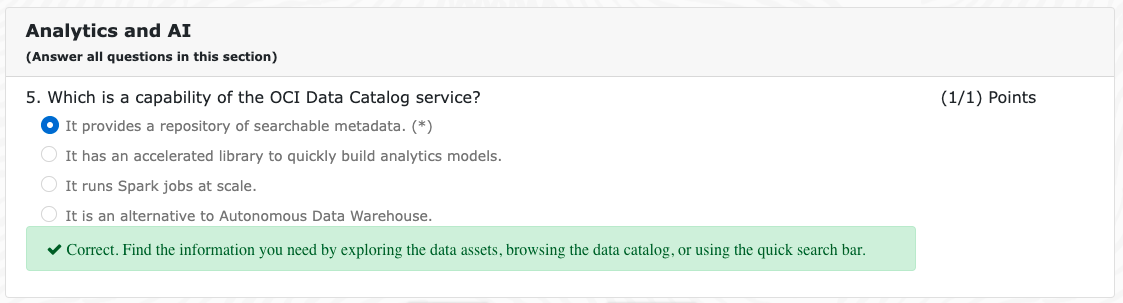 Analytics and AI
(Answer all questions in this section)
5. Which is a capability of the OCI Data Catalog service? (1/1) Points
It provides a repository of searchable metadata. (*)
It has an accelerated library to quickly build analytics models.
It runs Spark jobs at scale.
It is an alternative to Autonomous Data Warehouse.
✔ Correct. Find the information you need by exploring the data assets, browsing the data catalog, or using the quick search bar.